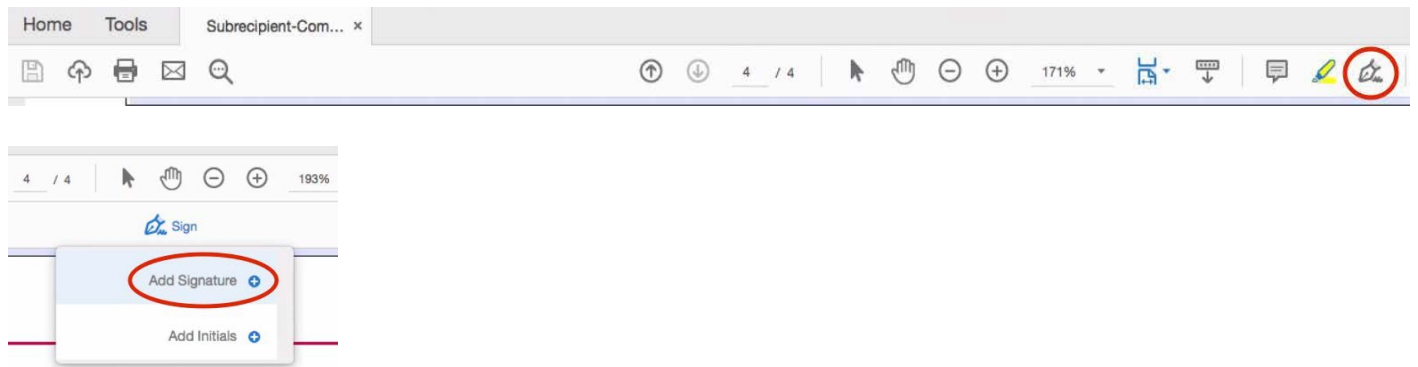 Home Tools Subrecipient-Com... ×
4 / 4 171%
4 / 4 193%
Sign
Add Signature
Add Initials